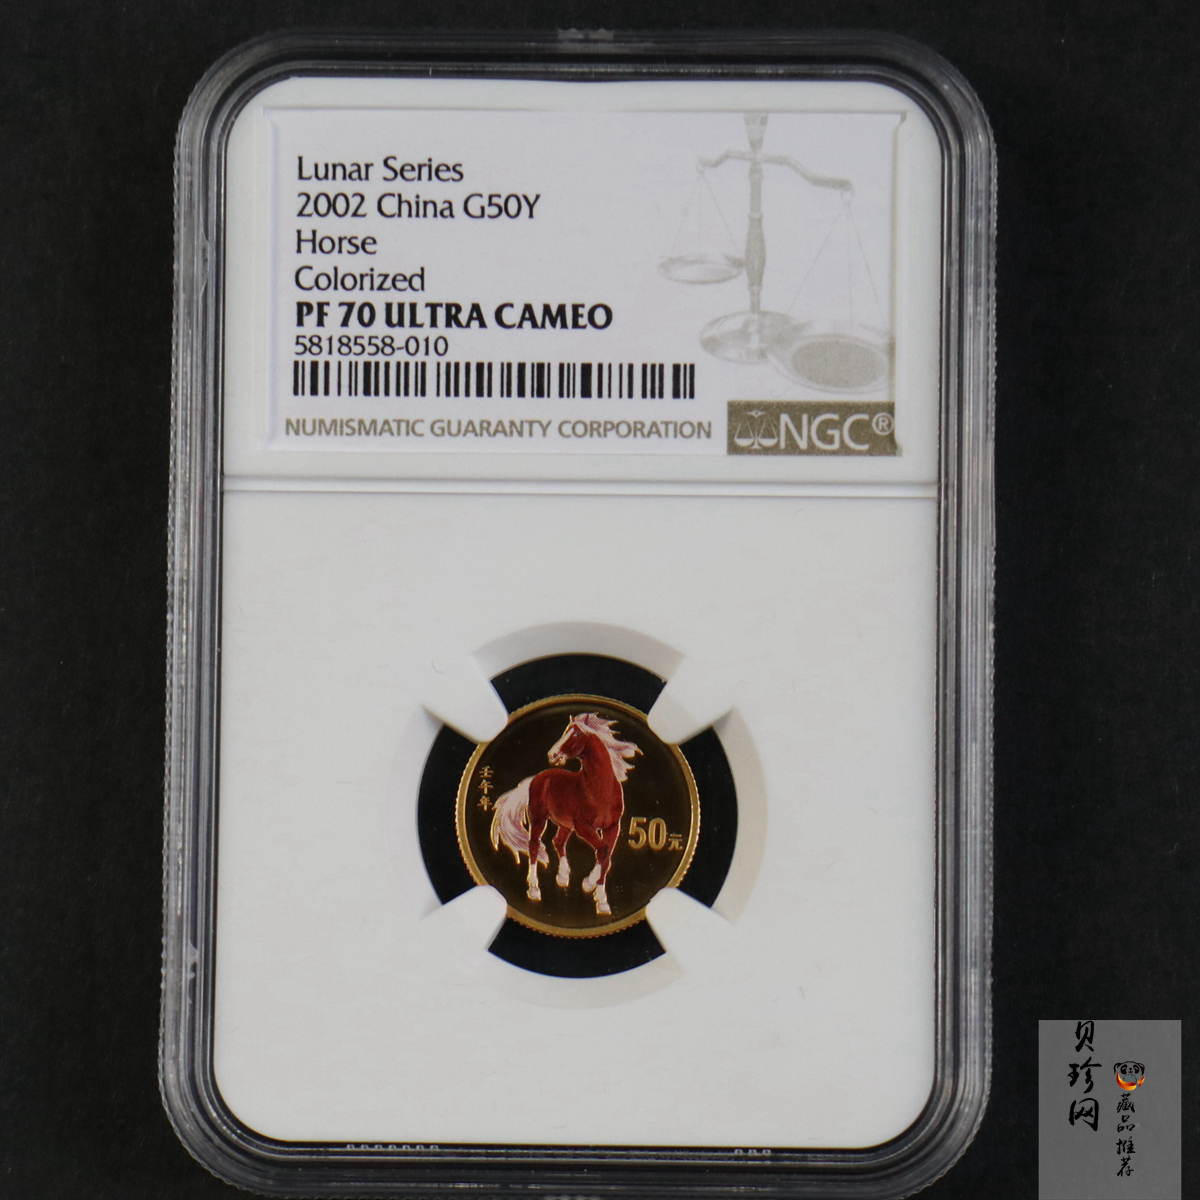 Lunar Series
2002 China G50Y
Horse
Colorized
PF 70 ULTRA CAMEO
5818558-010
NUMISMATIC GUARANTY CORPORATION
NGC®
壬午年
50元
贝珍网
藏品推荐